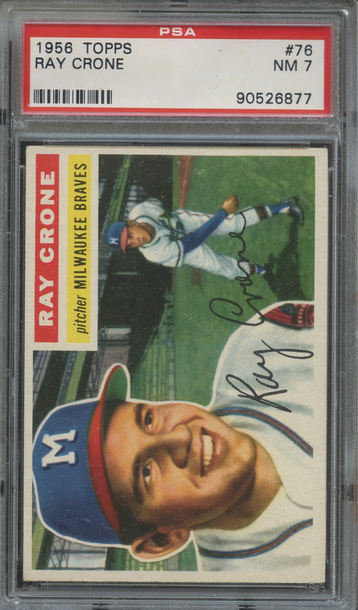 PSA
1956 TOPPS #76
RAY CRONE NM 7
90526877
RAY CRONE
pitcher MILWAUKEE BRAVES
M
M
Ray Crone